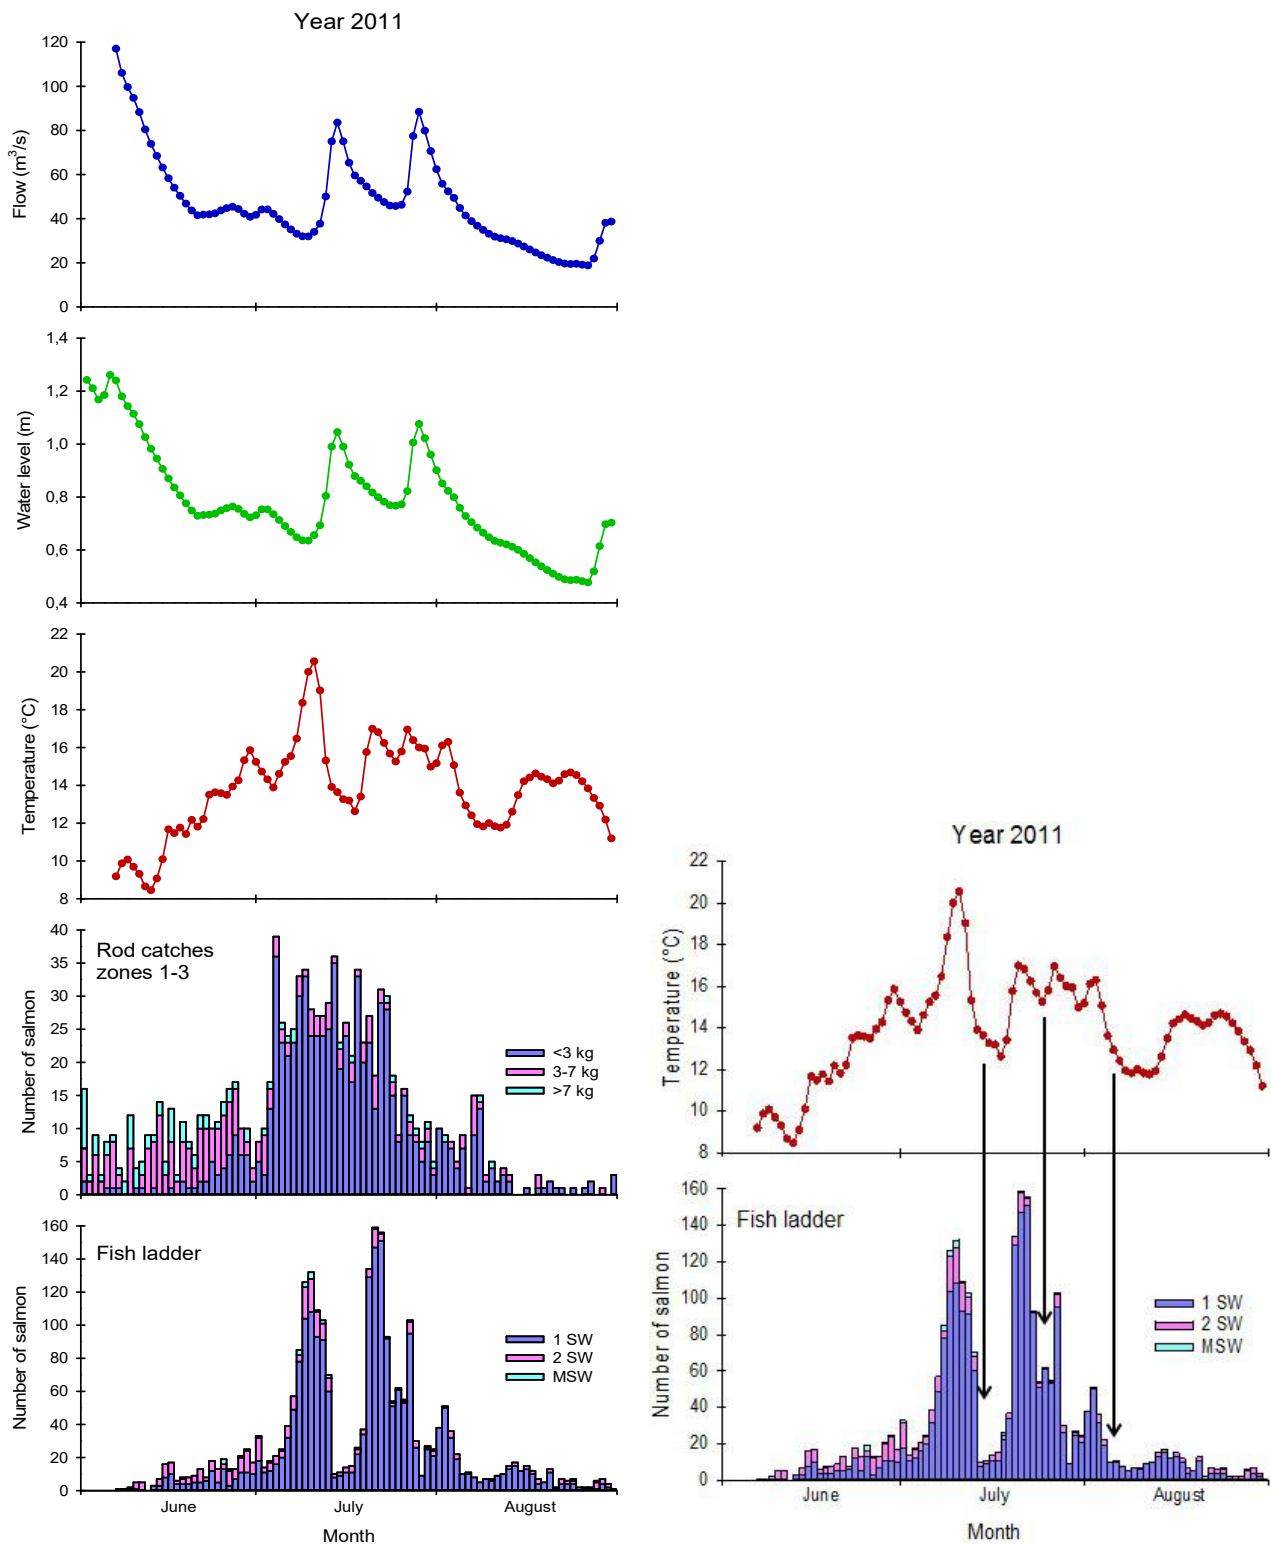 Year 2011
120
100
80
60
40
20
0
Flow (m³/s)
1,4
1,2
1,0
0,8
0,6
0,4
Water level (m)
22
20
18
16
14
12
10
8
Temperature (°C)
40
35
30
25
20
15
10
5
0
Number of salmon
Rod catches
zones 1-3
<3 kg
3-7 kg
>7 kg
160
140
120
100
80
60
40
20
0
Number of salmon
Fish ladder
1 SW
2 SW
MSW
June July August
Month
Year 2011
22
20
18
16
14
12
10
8
Temperature (°C)
160
140
120
100
80
60
40
20
0
Number of salmon
Fish ladder
1 SW
2 SW
MSW
June July August
Month